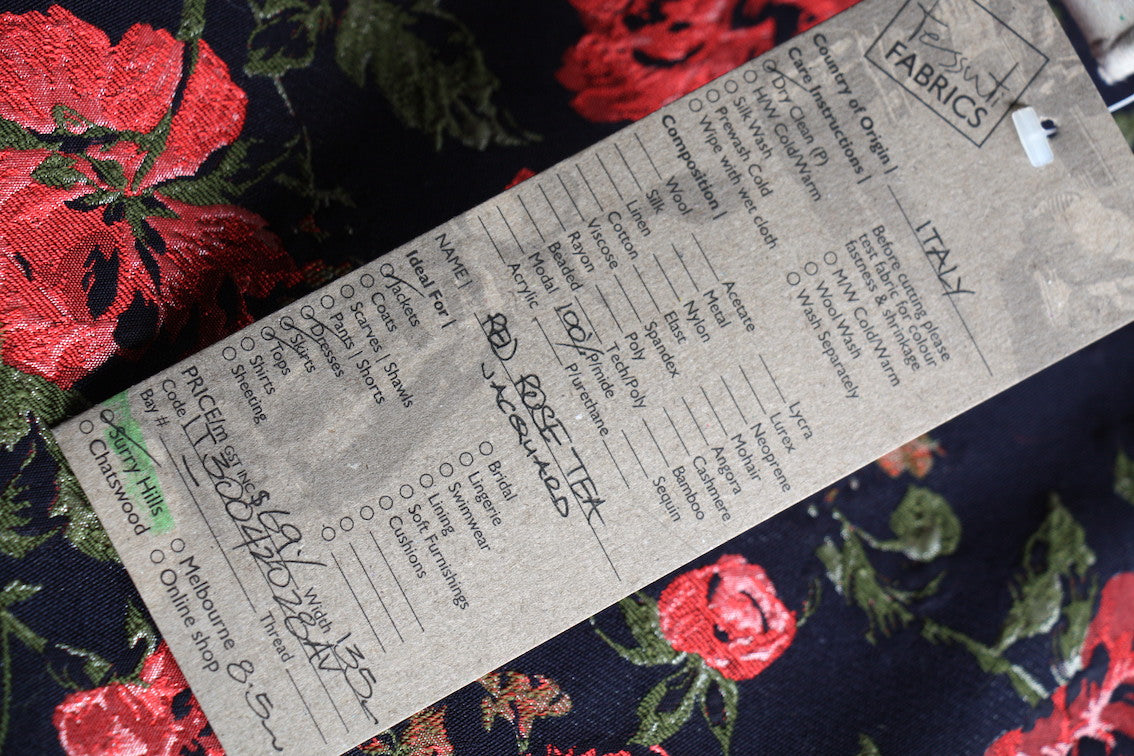 Tessuti
FABRICS
Country of Origin | ITALY
Care Instructions |
Dry Clean (P)
H/W Cold/Warm
Silk Wash
Prewash Cold
Wipe with wet cloth
Before cutting please
test fabric for colour
fastness & shrinkage
M/W Cold/Warm
Wool Wash
Wash Separately
Composition |
Wool
Silk
Linen
Cotton
Viscose
Rayon
Beaded
Modal
Acrylic
Acetate
Metal
Nylon
Elast
Spandex
Poly
Tech/Poly
100% P/mide
P/urethane
Lycra
Lurex
Neoprene
Mohair
Angora
Cashmere
Bamboo
Sequin
NAME | RED ROSE TEA
JACQUARD
Ideal For |
Jackets
Coats
Scarves | Shawls
Pants | Shorts
Dresses
Skirts
Tops
Shirts
Sheeting
Bridal
Lingerie
Swimwear
Lining
Soft Furnishings
Cushions
PRICE/m GST INC $69/ Width 135
Code
Bay # Thread
Surry Hills
Chatswood
Melbourne
Online shop 8.5